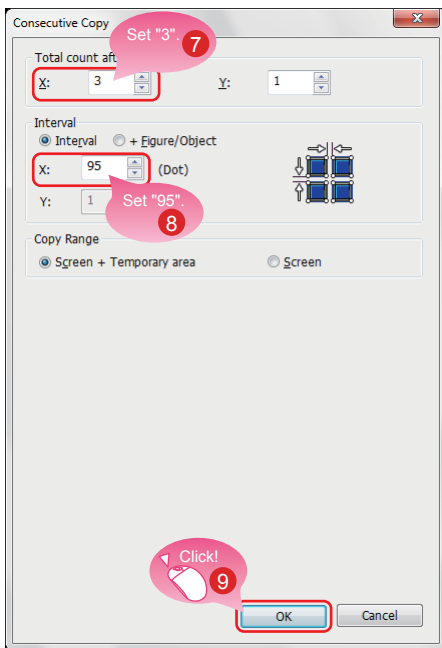 Consecutive Copy
Set "3".
7
Total count aft
X: 3 Y: 1
Interval
Interval + Figure/Object
X: 95 (Dot)
Y: 1
Set "95".
8
Copy Range
Screen + Temporary area Screen
Click!
9
OK Cancel